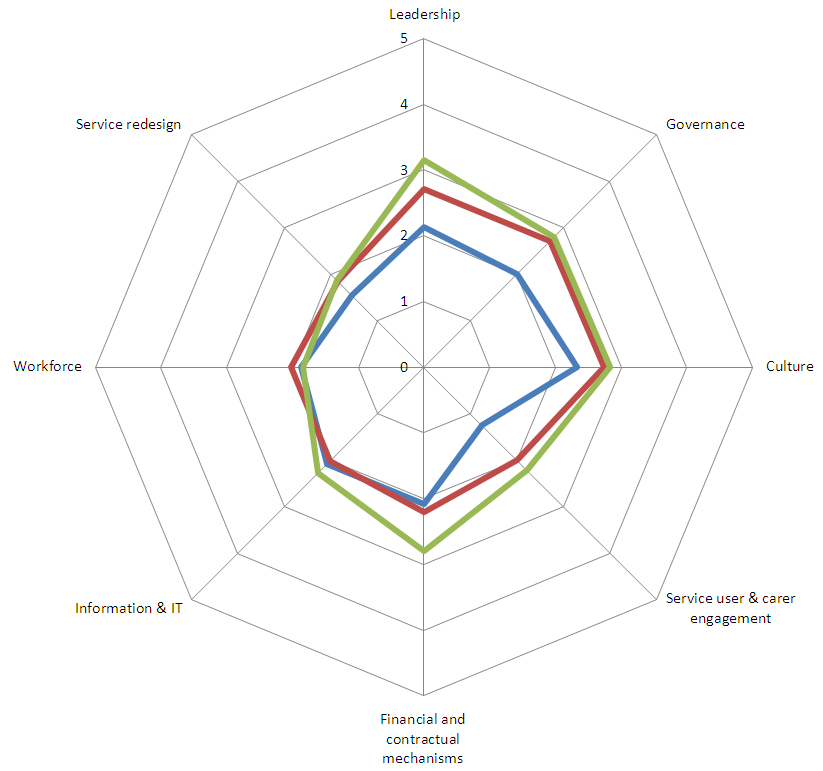 Leadership
5
Service redesign
4
Governance
3
2
1
Workforce
0
Culture
Information & IT
Service user & carer
engagement
Financial and
contractual
mechanisms